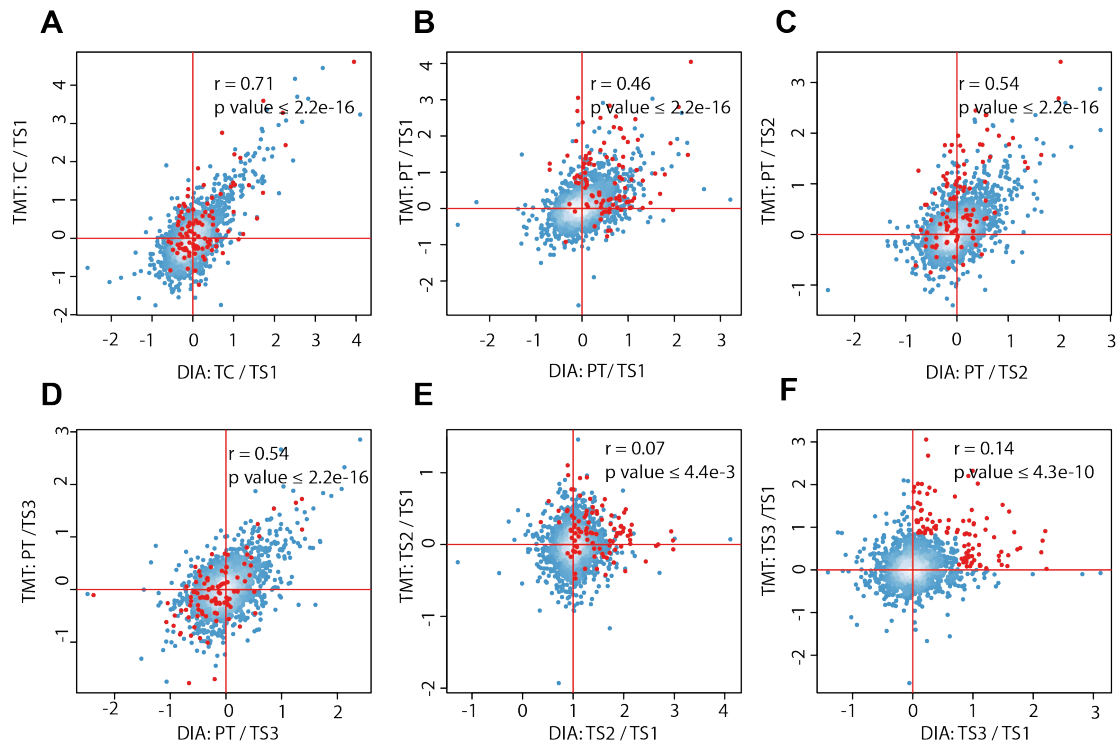 A
r = 0.71
p value ≤ 2.2e-16
TMT: TC / TS1
4
3
2
1
0
-1
-2
-2 -1 0 1 2 3 4
DIA: TC / TS1
B
r = 0.46
p value ≤ 2.2e-16
TMT: PT / TS1
4
3
2
1
0
-1
-2
-2 -1 0 1 2 3
DIA: PT/ TS1
C
r = 0.54
p value ≤ 2.2e-16
TMT: PT / TS2
3
2
1
0
-1
-2 -1 0 1 2 3
DIA: PT / TS2
D
r = 0.54
p value ≤ 2.2e-16
TMT: PT /TS3
3
2
1
0
-1
-2 -1 0 1 2
DIA: PT / TS3
E
r = 0.07
p value ≤ 4.4e-3
TMT: TS2 / TS1
1
0
-1
-2
-1 0 1 2 3 4
DIA: TS2 / TS1
F
r = 0.14
p value ≤ 4.3e-10
TMT: TS3 /TS1
3
2
1
0
-1
-2
-1 0 1 2 3
DIA: TS3 / TS1